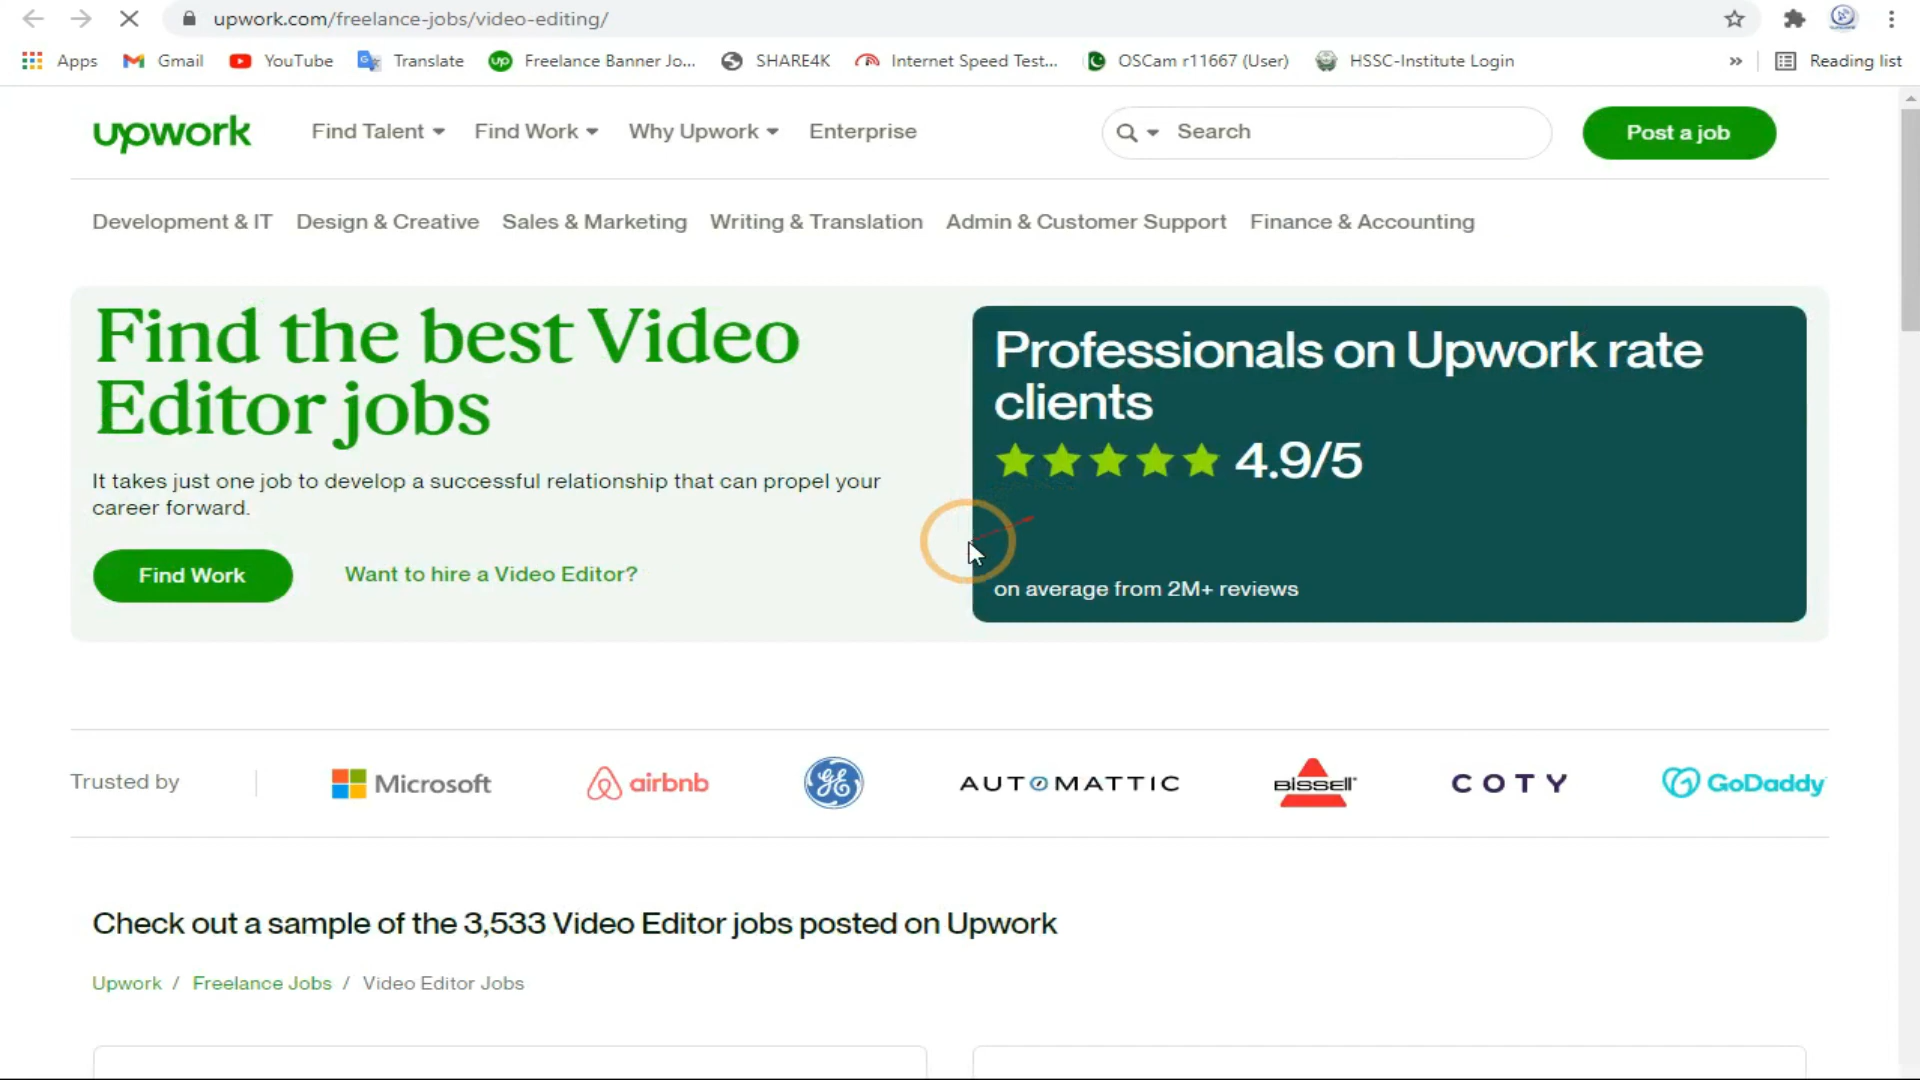 upwork.com/freelance-jobs/video-editing/
Apps Gmail YouTube Translate Freelance Banner Jo... SHARE4K Internet Speed Test... OSCam r11667 (User) HSSC-Institute Login » Reading list
upwork Find Talent Find Work Why Upwork Enterprise Search Post a job
Development & IT Design & Creative Sales & Marketing Writing & Translation Admin & Customer Support Finance & Accounting
Find the best Video
Editor jobs
It takes just one job to develop a successful relationship that can propel your
career forward.
Find Work Want to hire a Video Editor?
Professionals on Upwork rate
clients
4.9/5
on average from 2M+ reviews
Trusted by Microsoft airbnb GE AUTOMATTIC BISSELL COTY GoDaddy
Check out a sample of the 3,533 Video Editor jobs posted on Upwork
Upwork / Freelance Jobs / Video Editor Jobs